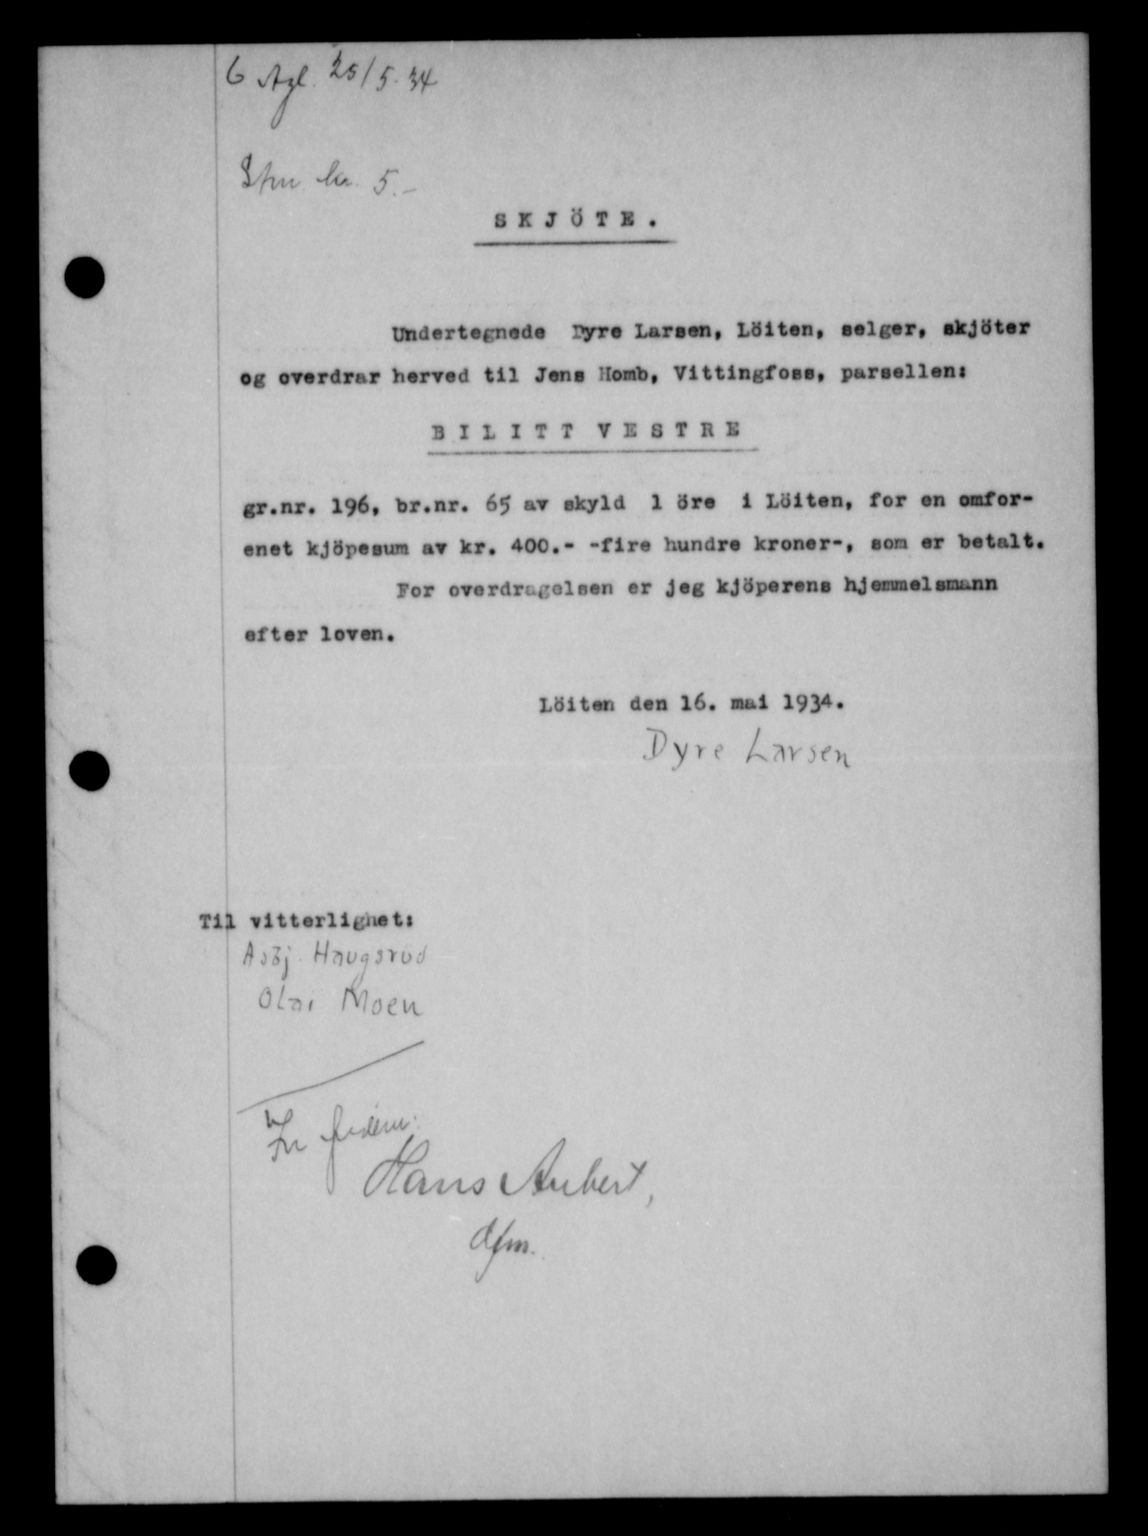 6 Agl. 25/5-34
Stm kr. 5.-
SKJÖTE.
Undertegnede Dyre Larsen, Löiten, selger, skjöter
og overdrar herved til Jens Homb, Vittingfoss, parsellen:
BILITT VESTRE
gr.nr. 196, br.nr. 65 av skyld 1 öre i Löiten, for en omfor-
enet kjöpesum av kr. 400.- -fire hundre kroner-, som er betalt.
For overdragelsen er jeg kjöperens hjemmelsmann
efter loven.
Löiten den 16. mai 1934.
Dyre Larsen
Til vitterlighet:
Asbj. Haugsrud
Olai Moen
Hans Aubert,